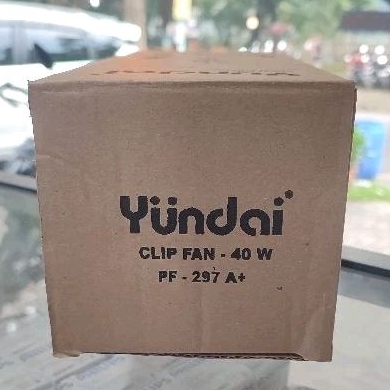 Yündai®
CLIP FAN - 40 W
PF - 297 A+